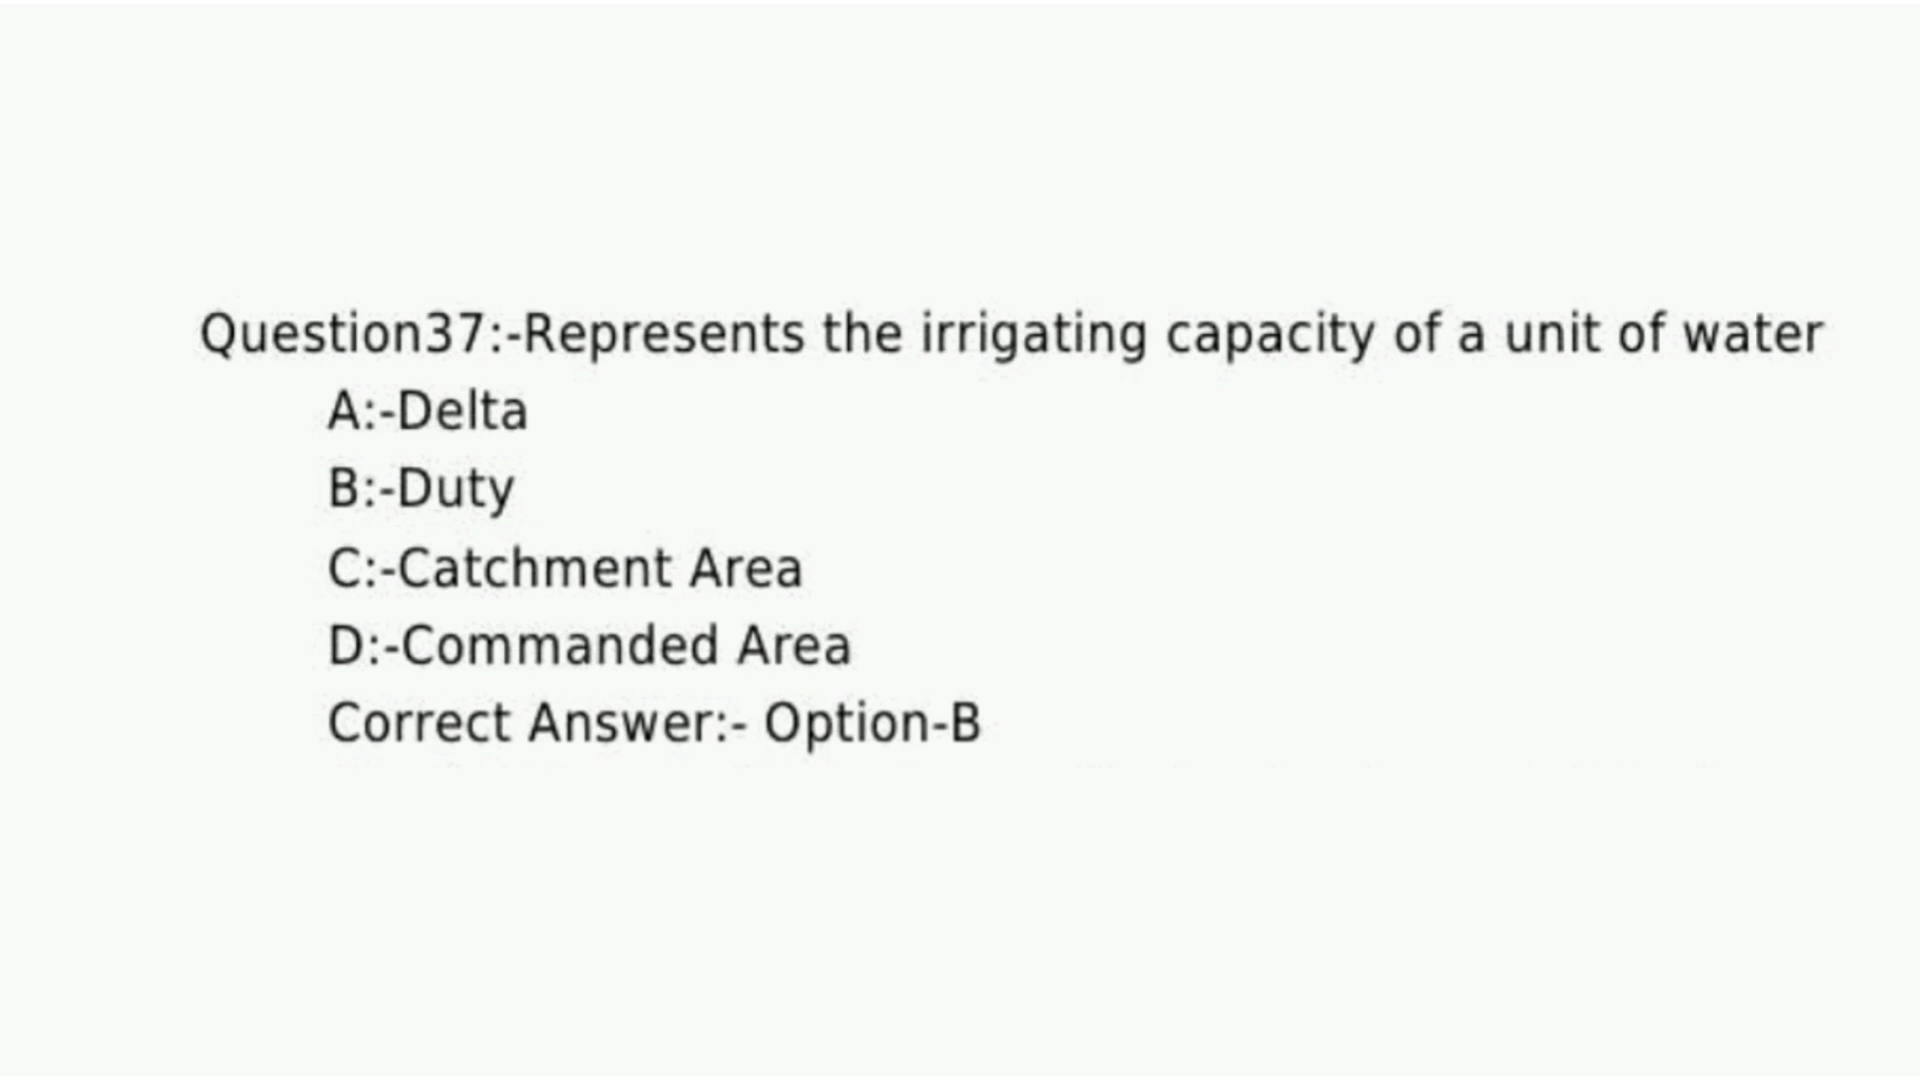 Question37:-Represents the irrigating capacity of a unit of water
A:-Delta
B:-Duty
C:-Catchment Area
D:-Commanded Area
Correct Answer:- Option-B